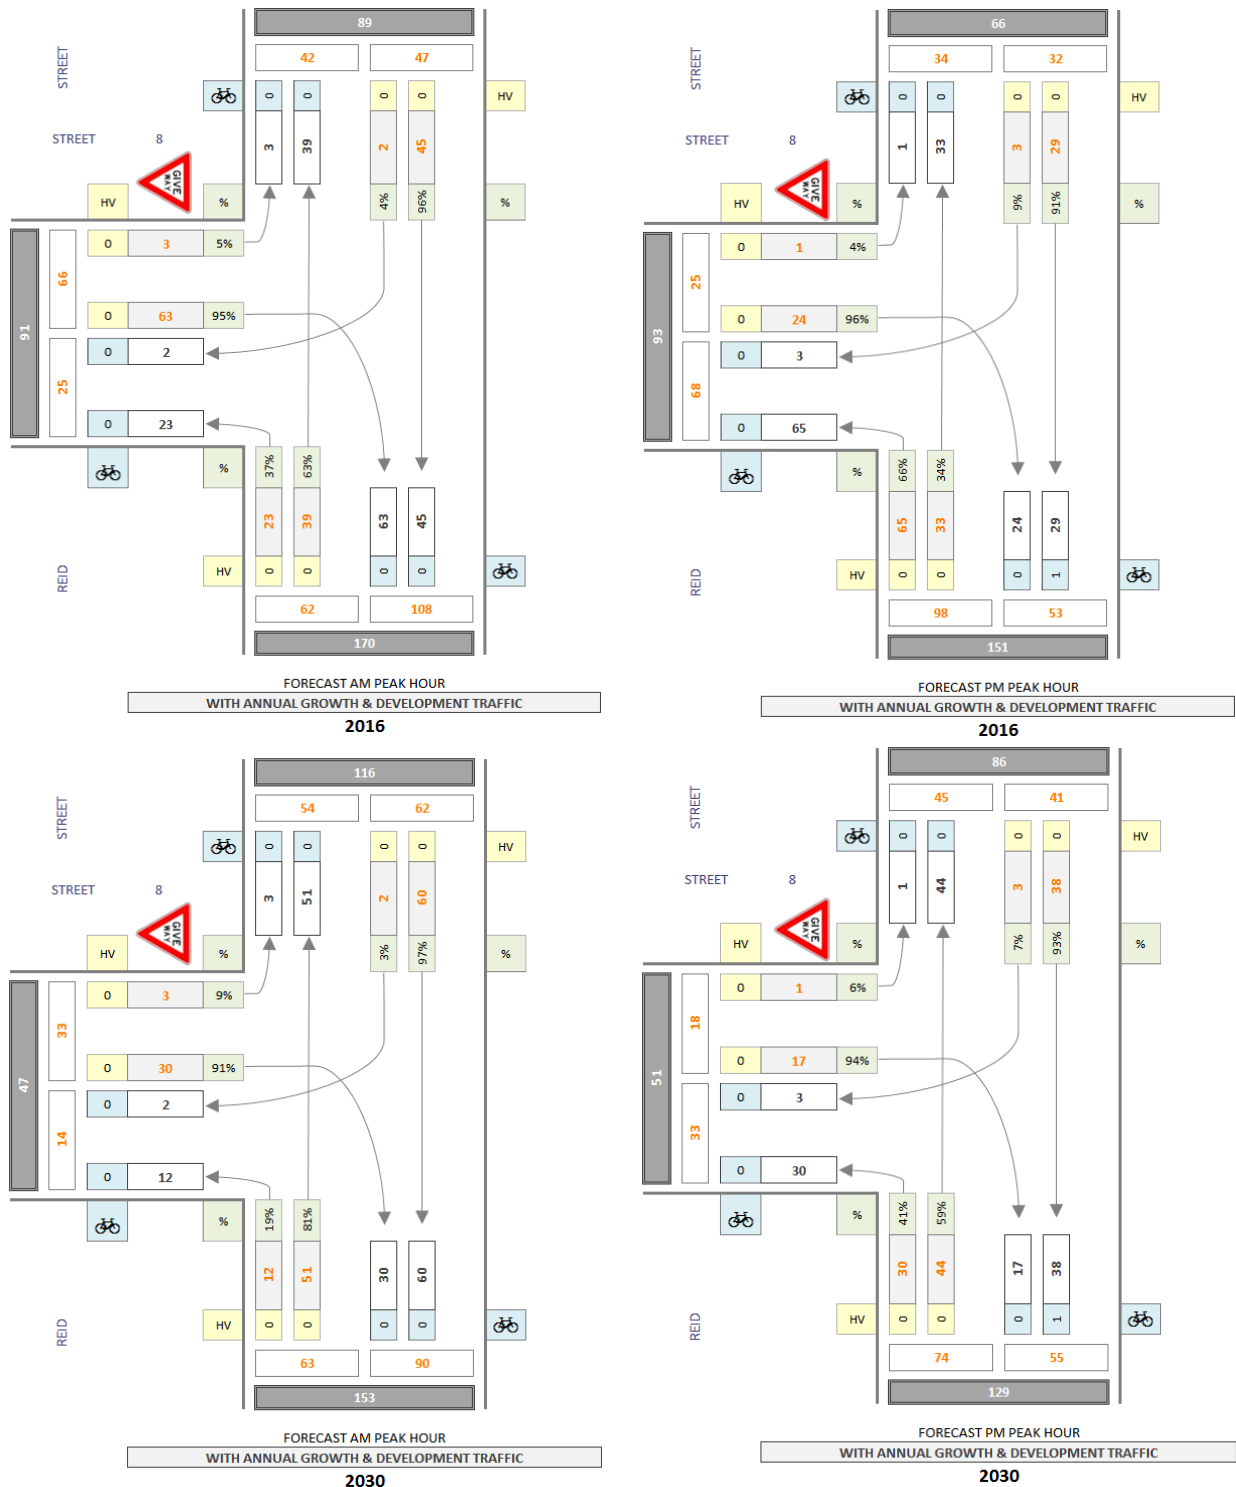 89
42 47
0 0 0 0 HV
STREET
STREET 8
3 39 2 45
GIVE WAY
HV % 4% 96% %
0 3 5%
66
0 63 95%
91
0 2
25
0 23
37% 63%
%
23 39 63 45
REID
HV 0 0 0 0
62 108
170
FORECAST AM PEAK HOUR
WITH ANNUAL GROWTH & DEVELOPMENT TRAFFIC
2016
66
34 32
0 0 0 0 HV
STREET
STREET 8
1 33 3 29
GIVE WAY
HV % 9% 91% %
0 1 4%
25
0 24 96%
93
0 3
68
0 65
66% 34%
%
65 33 24 29
REID
HV 0 0 0 1
98 53
151
FORECAST PM PEAK HOUR
WITH ANNUAL GROWTH & DEVELOPMENT TRAFFIC
2016
116
54 62
0 0 0 0 HV
STREET
STREET 8
3 51 2 60
GIVE WAY
HV % 3% 97% %
0 3 9%
33
0 30 91%
47
0 2
14
0 12
19% 81%
%
12 51 30 60
REID
HV 0 0 0 0
63 90
153
FORECAST AM PEAK HOUR
WITH ANNUAL GROWTH & DEVELOPMENT TRAFFIC
2030
86
45 41
0 0 0 0 HV
STREET
STREET 8
1 44 3 38
GIVE WAY
HV % 7% 93% %
0 1 6%
18
0 17 94%
51
0 3
33
0 30
41% 59%
%
30 44 17 38
REID
HV 0 0 0 1
74 55
129
FORECAST PM PEAK HOUR
WITH ANNUAL GROWTH & DEVELOPMENT TRAFFIC
2030